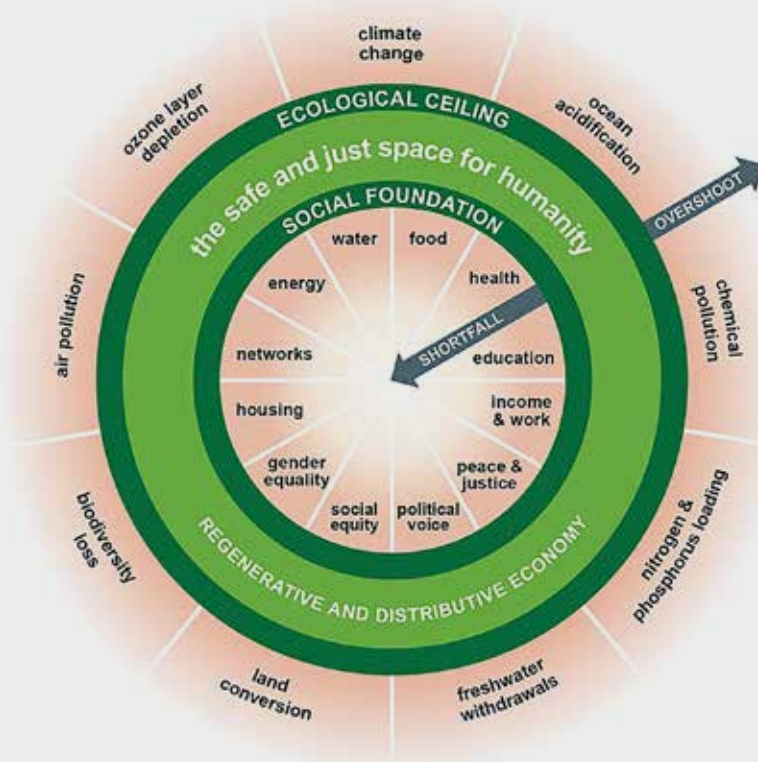 climate
change
ocean
acidification
chemical
pollution
nitrogen &
phosphorus loading
freshwater
withdrawals
land
conversion
biodiversity
loss
air pollution
ozone layer
depletion
OVERSHOOT
ECOLOGICAL CEILING
the safe and just space for humanity
SOCIAL FOUNDATION
water
food
health
SHORTFALL
education
income
& work
peace &
justice
political
voice
social
equity
gender
equality
housing
networks
energy
REGENERATIVE AND DISTRIBUTIVE ECONOMY